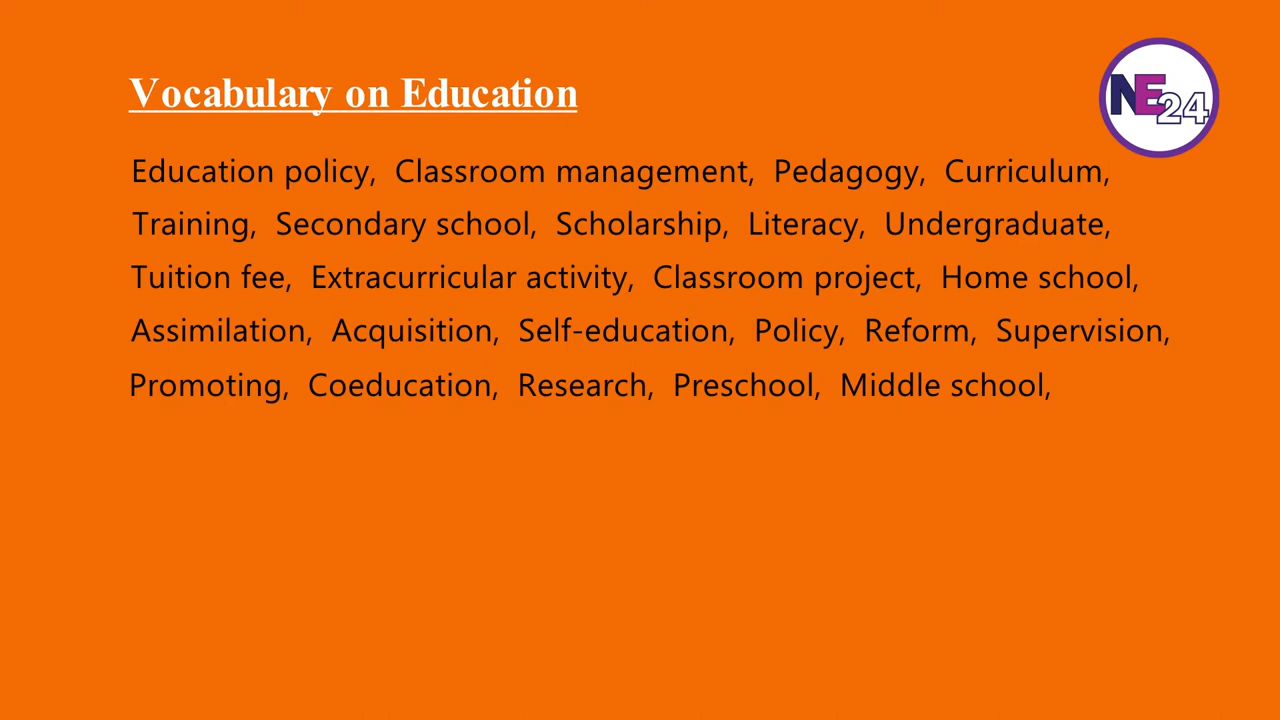 Vocabulary on Education
NE24
Education policy, Classroom management, Pedagogy, Curriculum,
Training, Secondary school, Scholarship, Literacy, Undergraduate,
Tuition fee, Extracurricular activity, Classroom project, Home school,
Assimilation, Acquisition, Self-education, Policy, Reform, Supervision,
Promoting, Coeducation, Research, Preschool, Middle school,